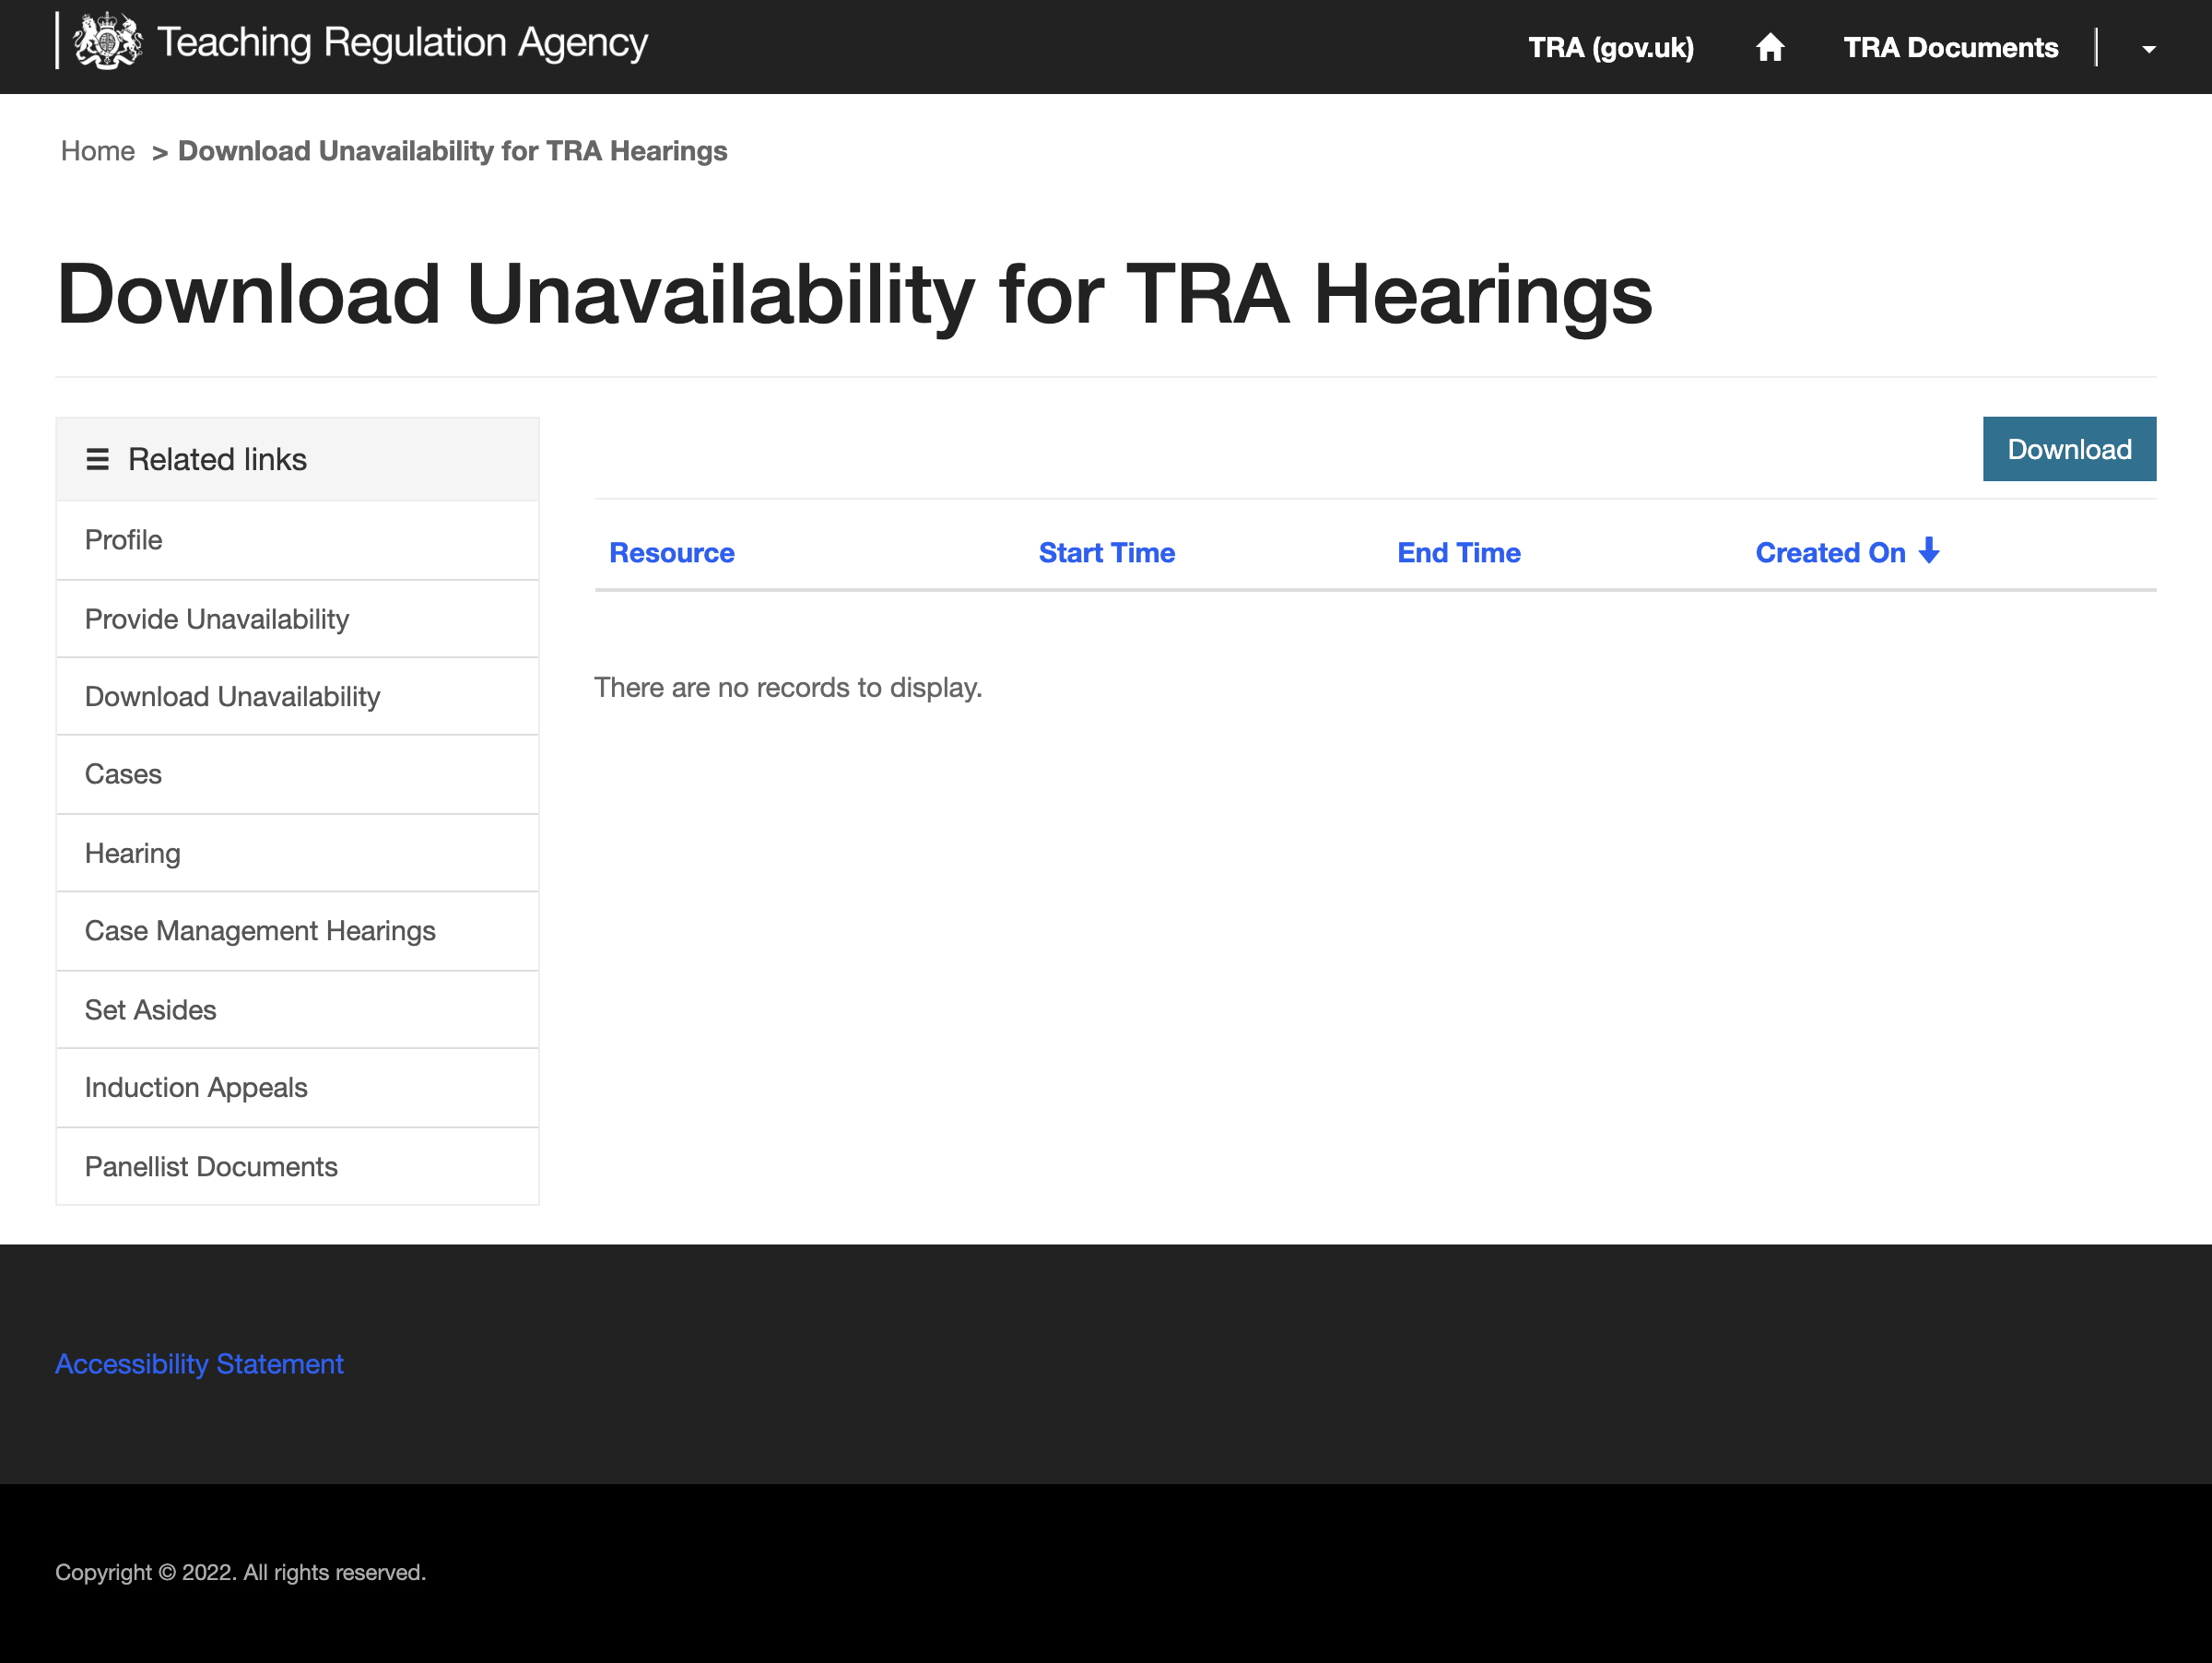 Teaching Regulation Agency
TRA (gov.uk)
TRA Documents
Home > Download Unavailability for TRA Hearings
Download Unavailability for TRA Hearings
Related links
Profile
Provide Unavailability
Download Unavailability
Cases
Hearing
Case Management Hearings
Set Asides
Induction Appeals
Panellist Documents
Download
Resource Start Time End Time Created On
There are no records to display.
Accessibility Statement
Copyright © 2022. All rights reserved.